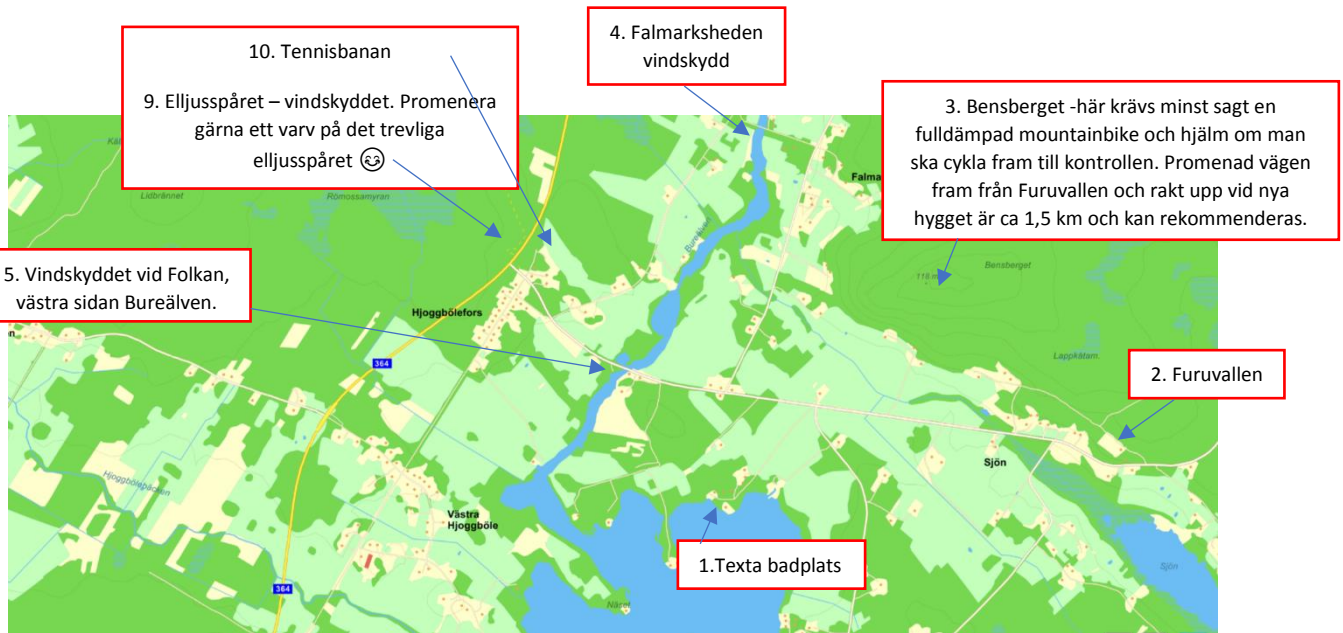 10. Tennisbanan
9. Elljusspåret – vindskyddet. Promenera
gärna ett varv på det trevliga
elljusspåret 😊
4. Falmarksheden
vindskydd
3. Bensberget -här krävs minst sagt en
fulldämpad mountainbike och hjälm om man
ska cykla fram till kontrollen. Promenad vägen
fram från Furuvallen och rakt upp vid nya
hygget är ca 1,5 km och kan rekommenderas.
Lidbrännet
Römossamyran
Bureälven
5. Vindskyddet vid Folkan,
västra sidan Bureälven.
Bensberget
Hjoggbölefors
364
Lappkåtam.
2. Furuvallen
Sjön
Hjoggbölebäcken
Västra
Hjoggböle
1.Texta badplats
Sjön
364
Näset